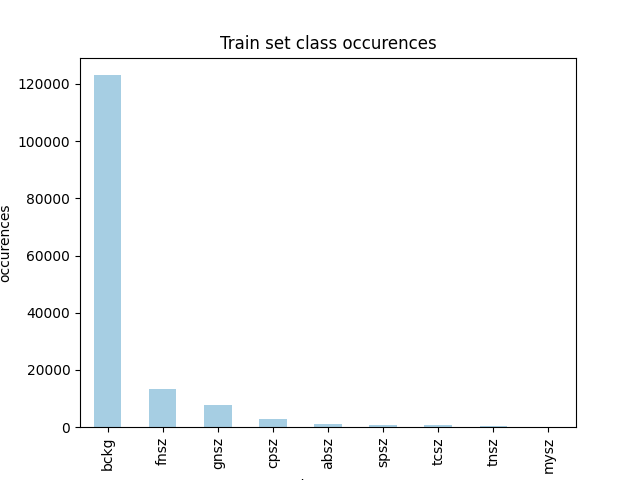 Train set class occurences
120000
100000
80000
60000
40000
20000
0
occurences
bckg
fnsz
gnsz
cpsz
absz
spsz
tcsz
tnsz
mysz